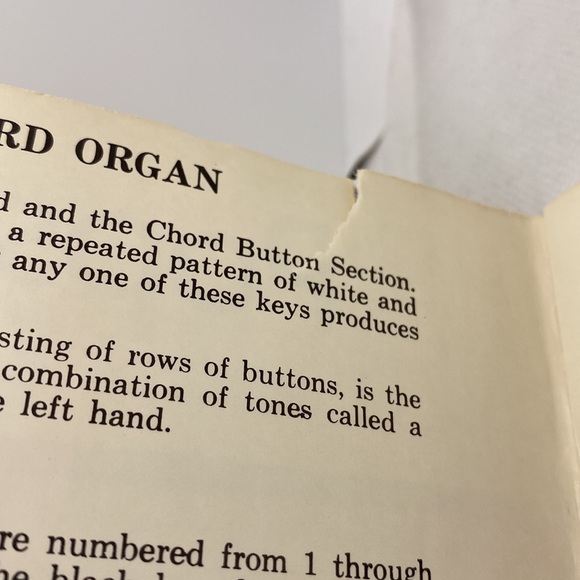 RD ORGAN
d and the Chord Button Section.
a repeated pattern of white and
any one of these keys produces
sting of rows of buttons, is the
combination of tones called a
e left hand.
re numbered from 1 through